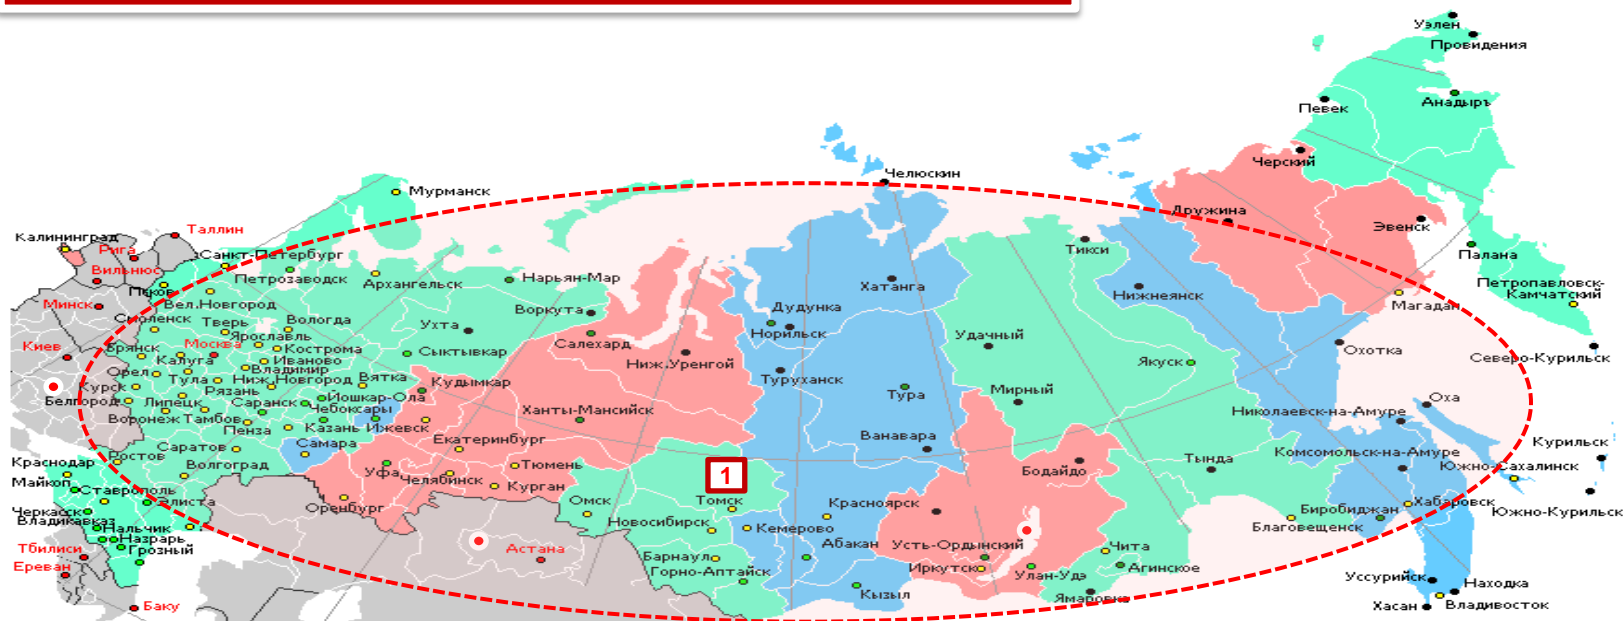 Уэлен
Провидения
Певек
Анадыръ
Черский
Челюскин
Мурманск
Дружина
Эвенск
Таллин
Калининград
Рига
Санкт-Петербург
Тикси
Палана
Вильнюс
Петрозаводск
Архангельск
Нарьян-Мар
Хатанга
Нижнеянск
Петропавловск-
Камчатский
Псков
Минск
Вел.Новгород
Воркута
Дудунка
Магадан
Смоленск
Тверь
Вологда
Ухта
Норильск
Удачный
Ярославль
Киев
Брянск
Москва
Кострома
Салехард
Охотка
Северо-Курильск
Калуга
Иваново
Сыктывкар
Ниж.Уренгой
Якуск
Орел
Владимир
Тула
Ниж.Новгород
Вятка
Кудымкар
Туруханск
Курск
Рязань
Тура
Мирный
Белгород
Липецк
Саранск
Йошкар-Ола
Чебоксары
Ханты-Мансийск
Оха
Воронеж
Тамбов
Николаевск-на-Амуре
Пенза
Казань
Ижевск
Самара
Екатеринбург
Ванавара
Курильск
Ростов
Саратов
Комсомольск-на-Амуре
Краснодар
Волгоград
Уфа
Тюмень
1
Бодайдо
Тында
Южно-Сахалинск
Майкоп
Челябинск
Курган
Ставрополь
Элиста
Оренбург
Омск
Томск
Красноярск
Хабаровск
Черкасск
Биробиджан
Южно-Курильск
Владикавказ
Нальчик
Новосибирск
Кемерово
Благовещенск
Назрань
Тбилиси
Грозный
Астана
Абакан
Усть-Ордынский
Чита
Ереван
Барнаул
Иркутск
Агинское
Горно-Аптайск
Улан-Удэ
Уссурийск
Находка
Баку
Кызыл
Ямаровка
Хасан
Владивосток